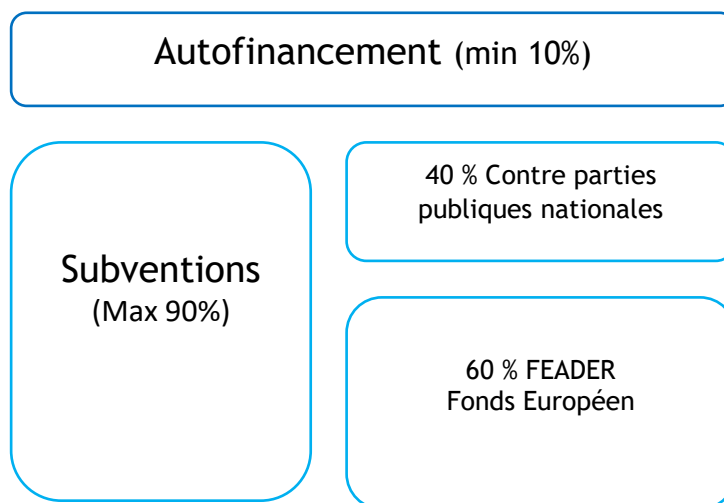 Autofinancement (min 10%)
Subventions
(Max 90%)
40 % Contre parties
publiques nationales
60 % FEADER
Fonds Européen